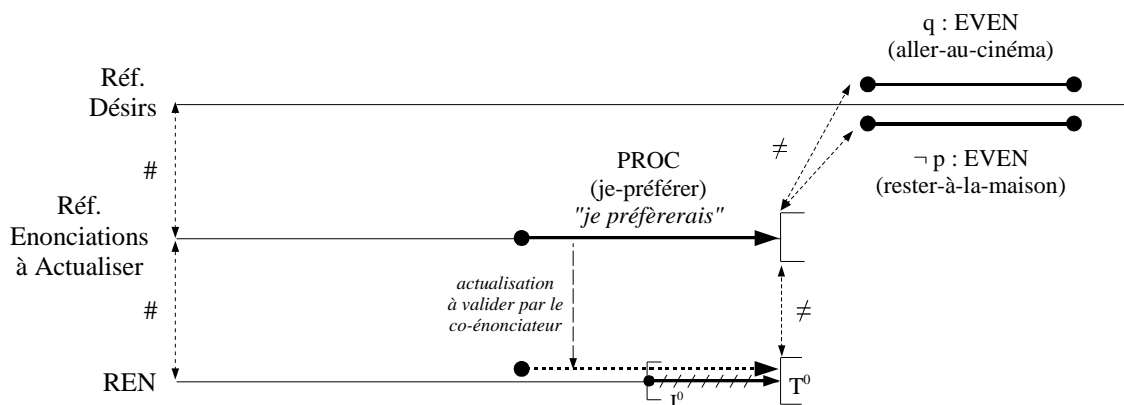 q : EVEN
(aller-au-cinéma)
Réf.
Désirs
≠
¬ p : EVEN
(rester-à-la-maison)
#
PROC
(je-préférer)
"je préfèrerais"
Réf.
Enonciations
à Actualiser
actualisation
à valider par le
co-énonciateur
#
≠
REN
J⁰
T⁰